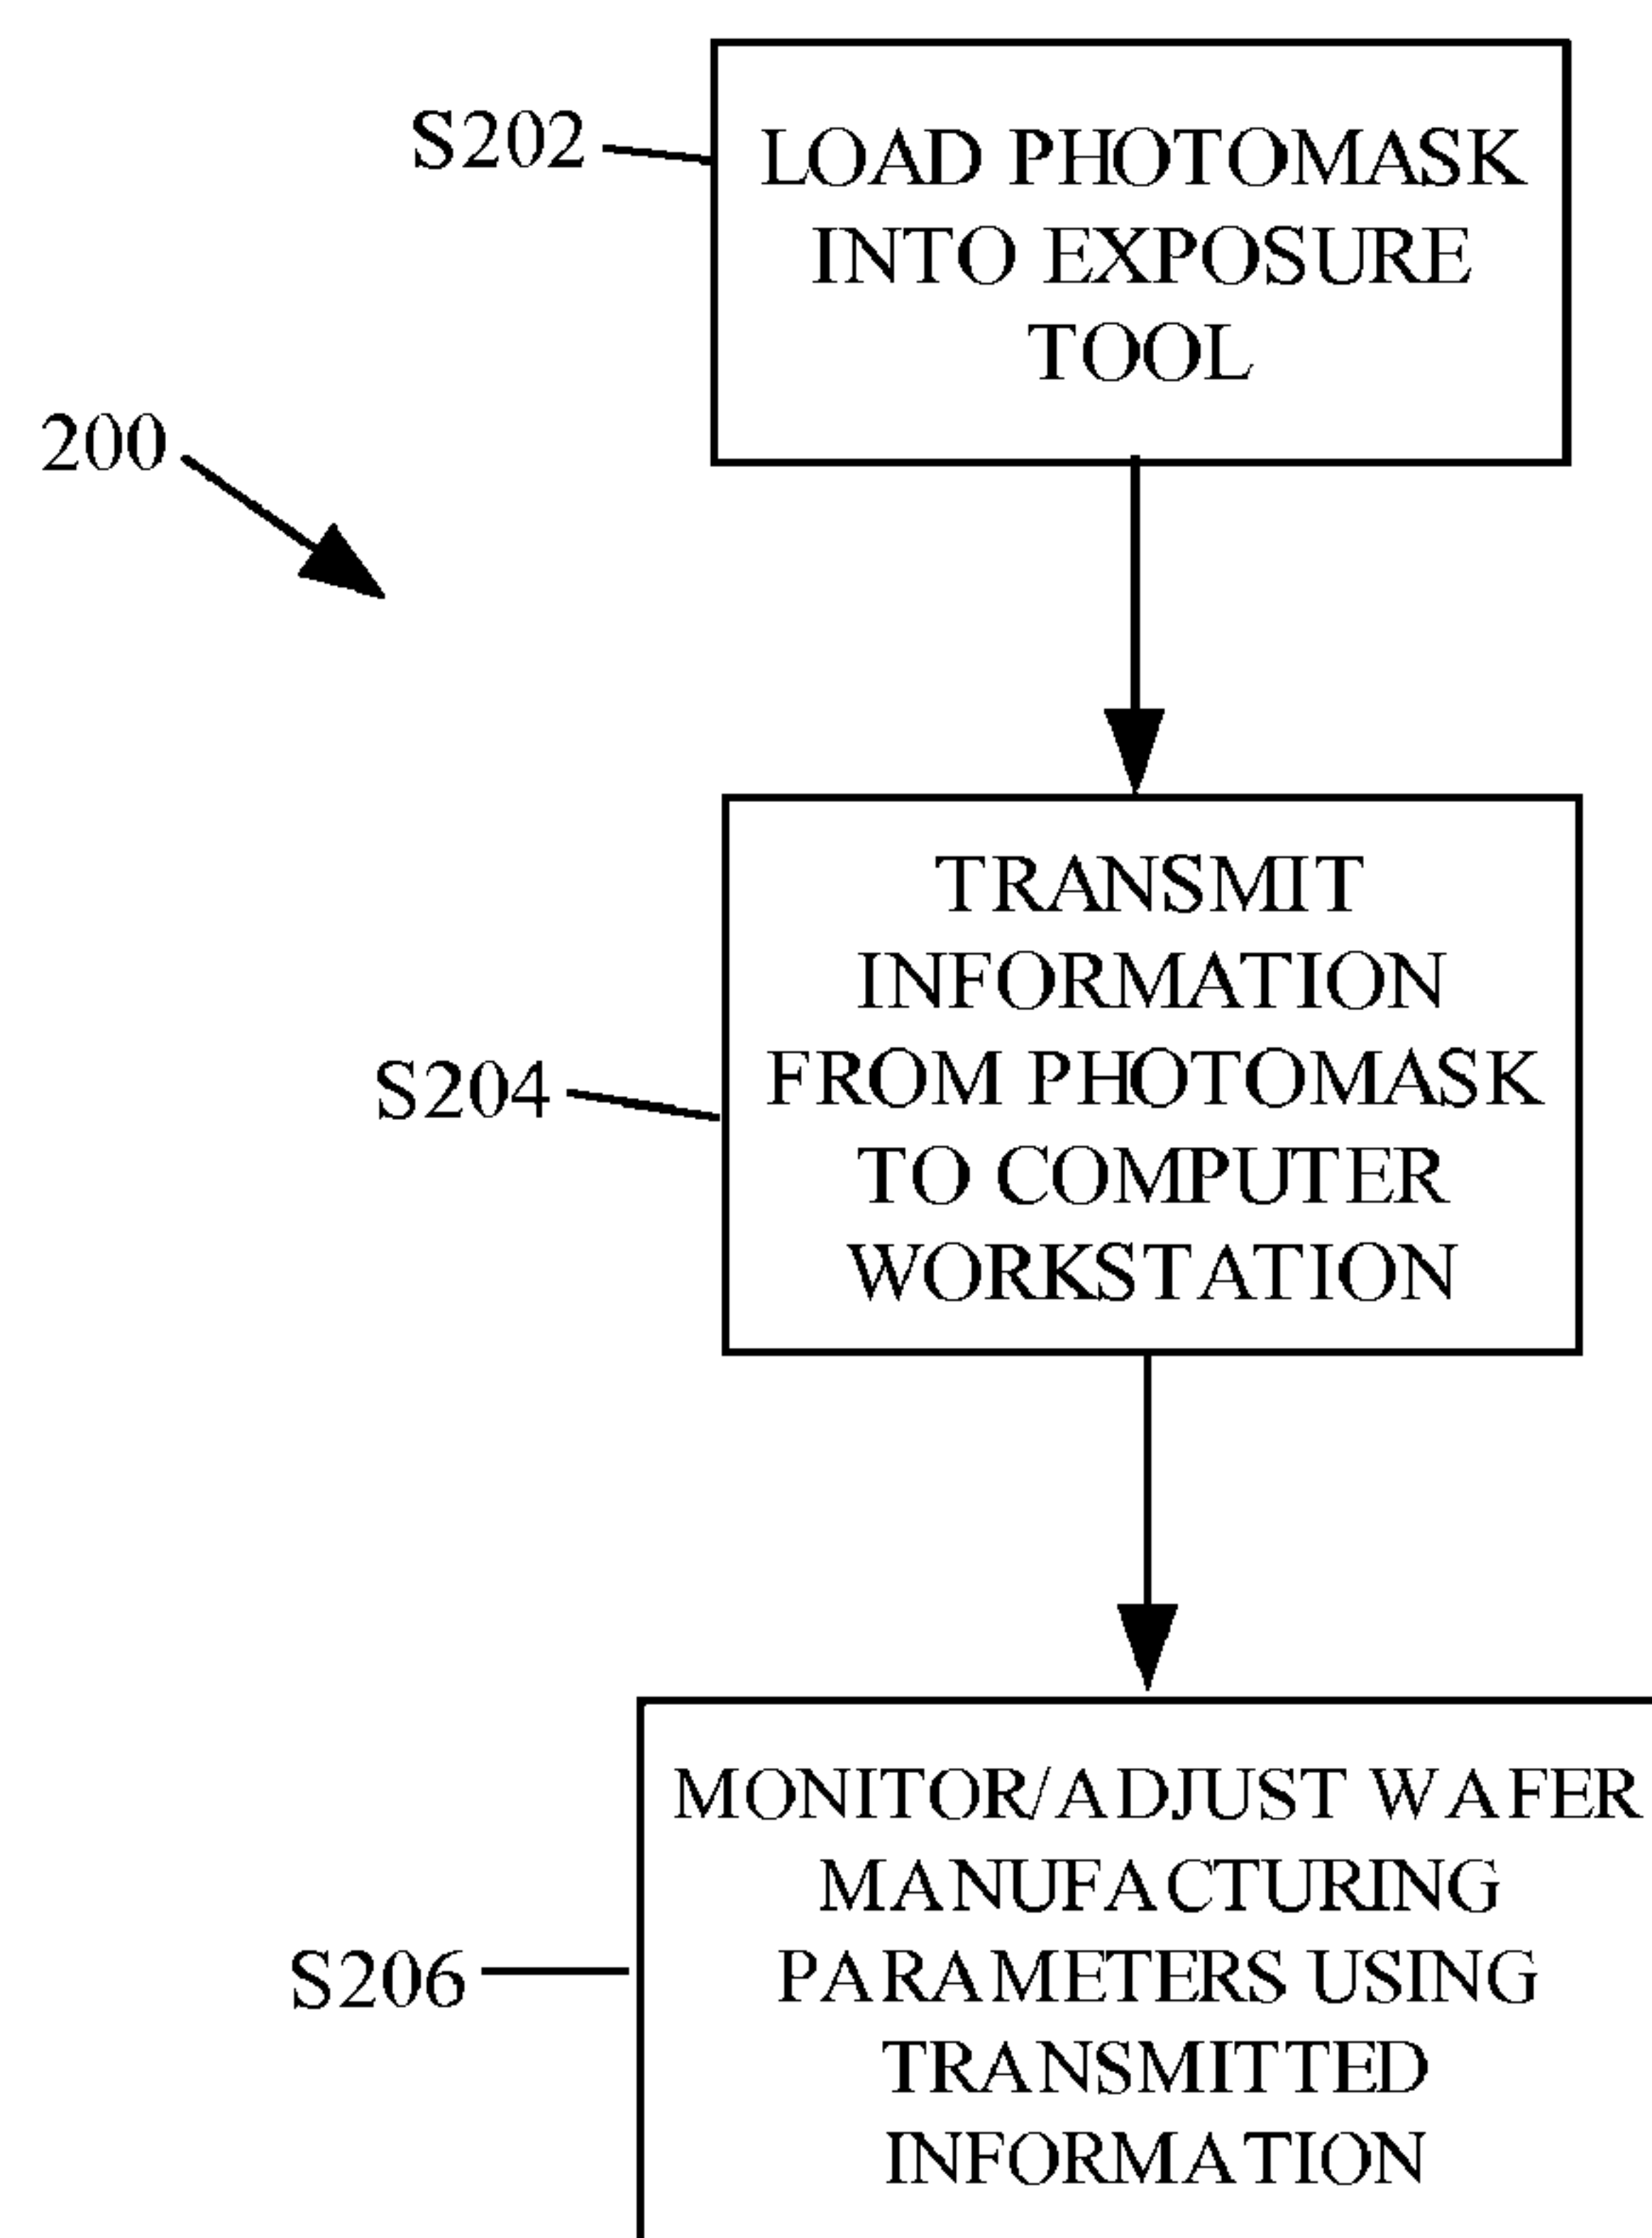 S202
LOAD PHOTOMASK
INTO EXPOSURE
TOOL
200
TRANSMIT
INFORMATION
FROM PHOTOMASK
S204
TO COMPUTER
WORKSTATION
MONITOR/ADJUST WAFER
MANUFACTURING
S206
PARAMETERS USING
TRANSMITTED
INFORMATION